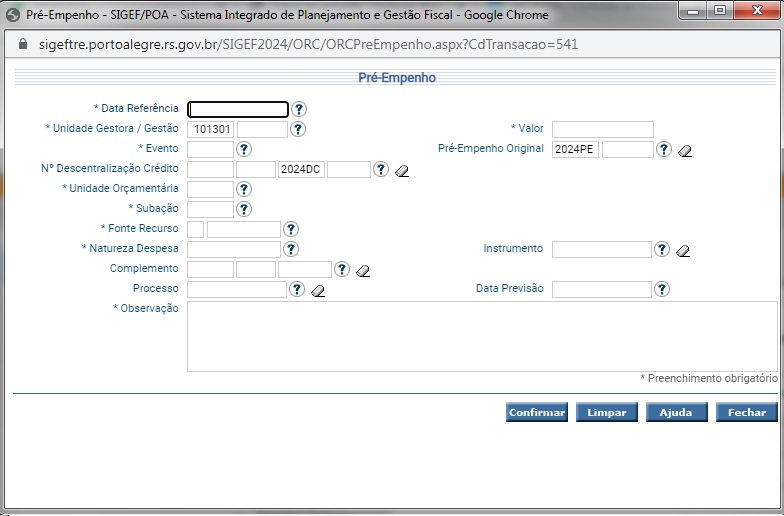 Pré-Empenho - SIGEF/POA - Sistema Integrado de Planejamento e Gestão Fiscal - Google Chrome
sigeftre.portoalegre.rs.gov.br/SIGEF2024/ORC/ORCPreEmpenho.aspx?CdTransacao=541
Pré-Empenho
* Data Referência ?
* Unidade Gestora / Gestão 101301 ? * Valor
* Evento ? Pré-Empenho Original 2024PE ?
Nº Descentralização Crédito 2024DC ?
* Unidade Orçamentária ?
* Subação ?
* Fonte Recurso ?
* Natureza Despesa ? Instrumento ?
Complemento ?
Processo ? Data Previsão ?
* Observação
* Preenchimento obrigatório
Confirmar Limpar Ajuda Fechar